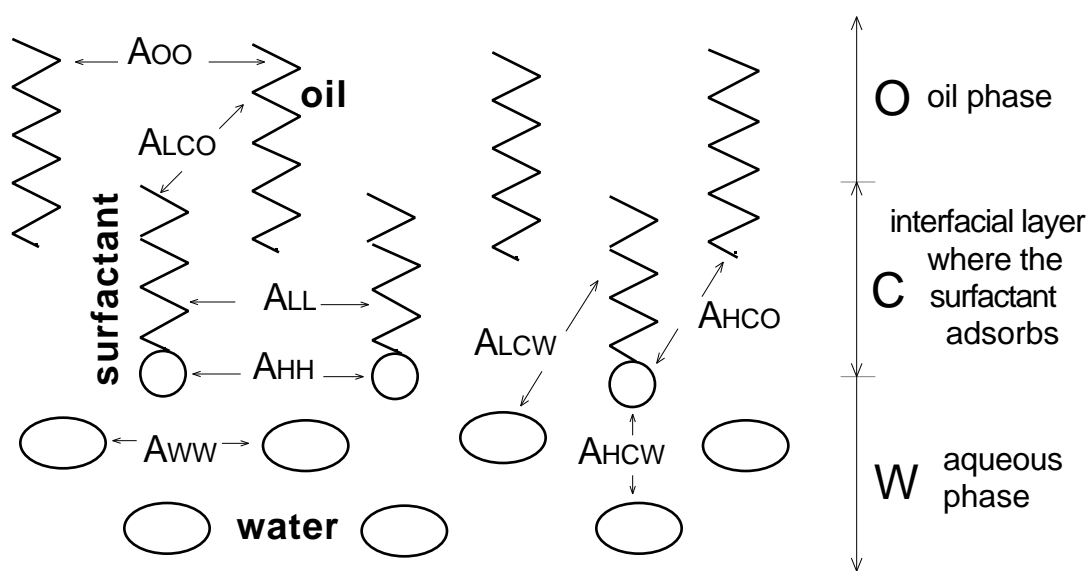 AOO
oil
ALCO
surfactant
ALL
AHH
ALCW
AHCO
AWW
AHCW
water
O oil phase
interfacial layer
where the
C surfactant
adsorbs
W aqueous
phase